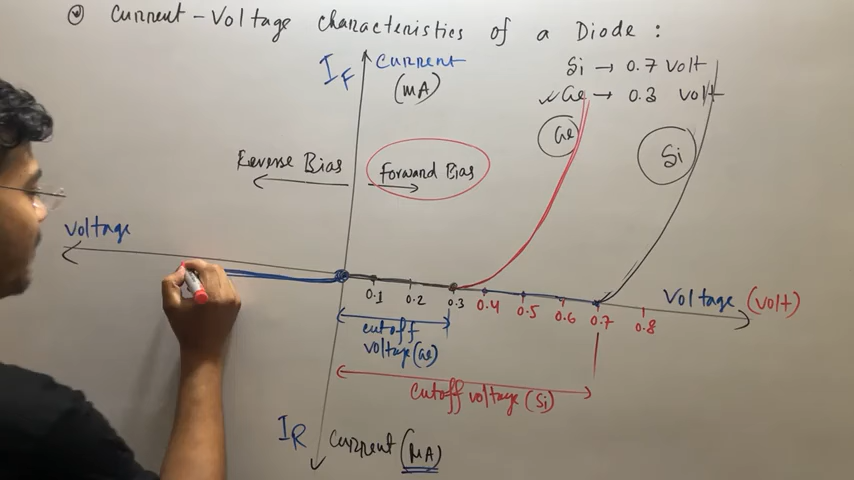 Current-Voltage characteristics of a Diode :
IF Current
(mA)
Si → 0.7 Volt
✓ Ge → 0.3 volt
Ge
Si
Reverse Bias
Forward Bias
Voltage
0.1 0.2 0.3 0.4 0.5 0.6 0.7 0.8
Voltage (volt)
cutoff
voltage (Ge)
Cutoff voltage (Si)
IR Current (μA)